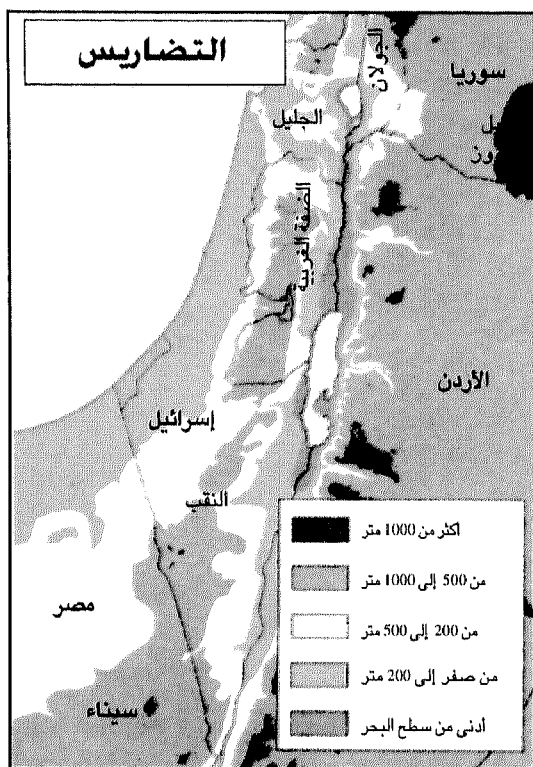 التضاريس
الجولان
سوريا
الجليل
الضفة الغربية
الأردن
إسرائيل
النقب
مصر
سيناء
أكثر من 1000 متر
من 500 إلى 1000 متر
من 200 إلى 500 متر
من صفر إلى 200 متر
أدنى من سطح البحر